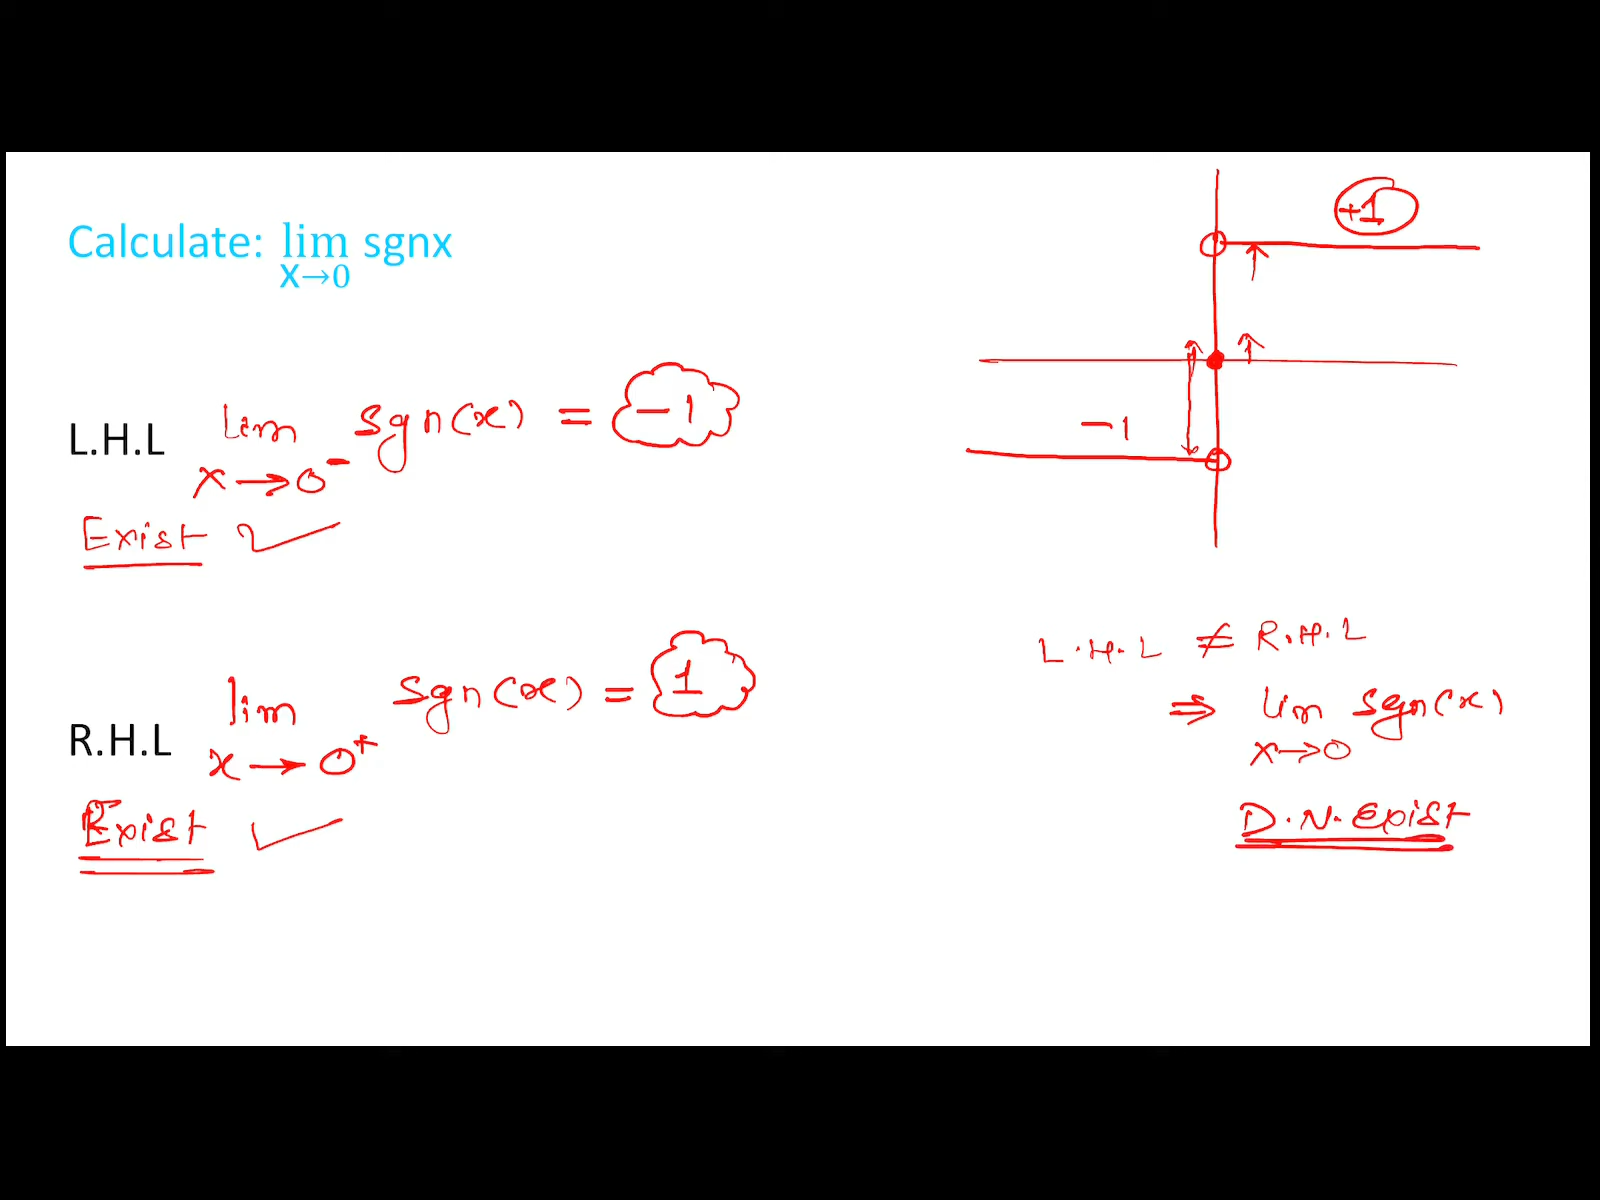 Calculate: lim sgnx
x→0
L.H.L lim sgn(x) = -1
x → 0⁻
Exist
R.H.L lim sgn(x) = 1
x → 0⁺
Exist
+1
-1
L.H.L ≠ R.H.L
⇒ lim sgn(x)
x→0
D.N. Exist